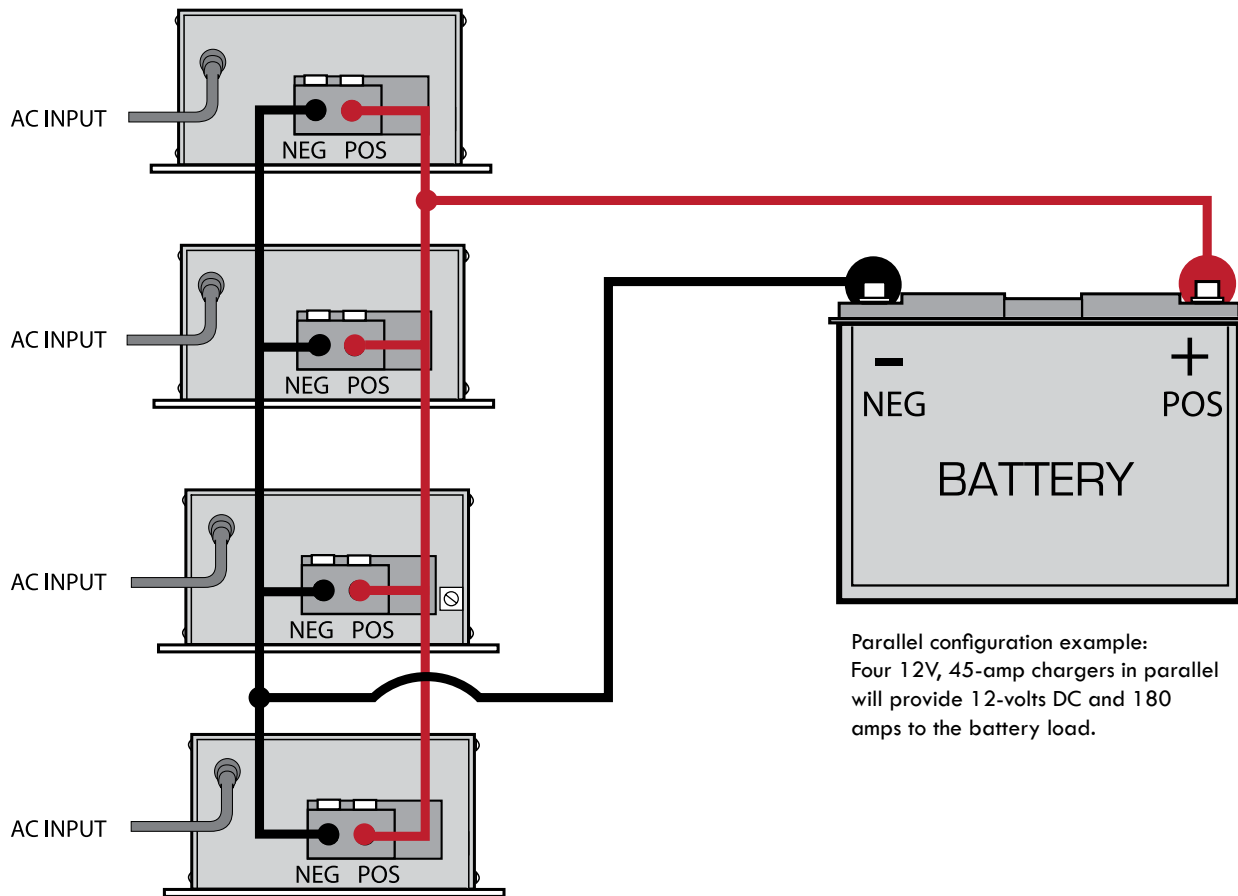 AC INPUT
NEG POS
AC INPUT
NEG POS
- +
NEG POS
BATTERY
AC INPUT
NEG POS
Parallel configuration example:
Four 12V, 45-amp chargers in parallel
will provide 12-volts DC and 180
amps to the battery load.
AC INPUT
NEG POS